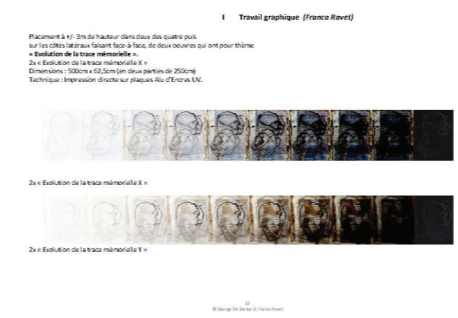 I Travail graphique (Franca Ravet)
Placement à +/- 3m de hauteur dans deux des quatre puis
sur les côtés latéraux faisant face-à-face, de deux oeuvres qui ont pour thème
« Evolution de la trace mémorielle ».
2x « Evolution de la trace mémorielle X »
Dimensions : 500cm x 62,5cm (en deux parties de 250cm)
Technique : Impression directe sur plaques Alu d'Encres UV.
2x « Evolution de la trace mémorielle X »
2x « Evolution de la trace mémorielle Y »
© George De Decker & Franca Ravet